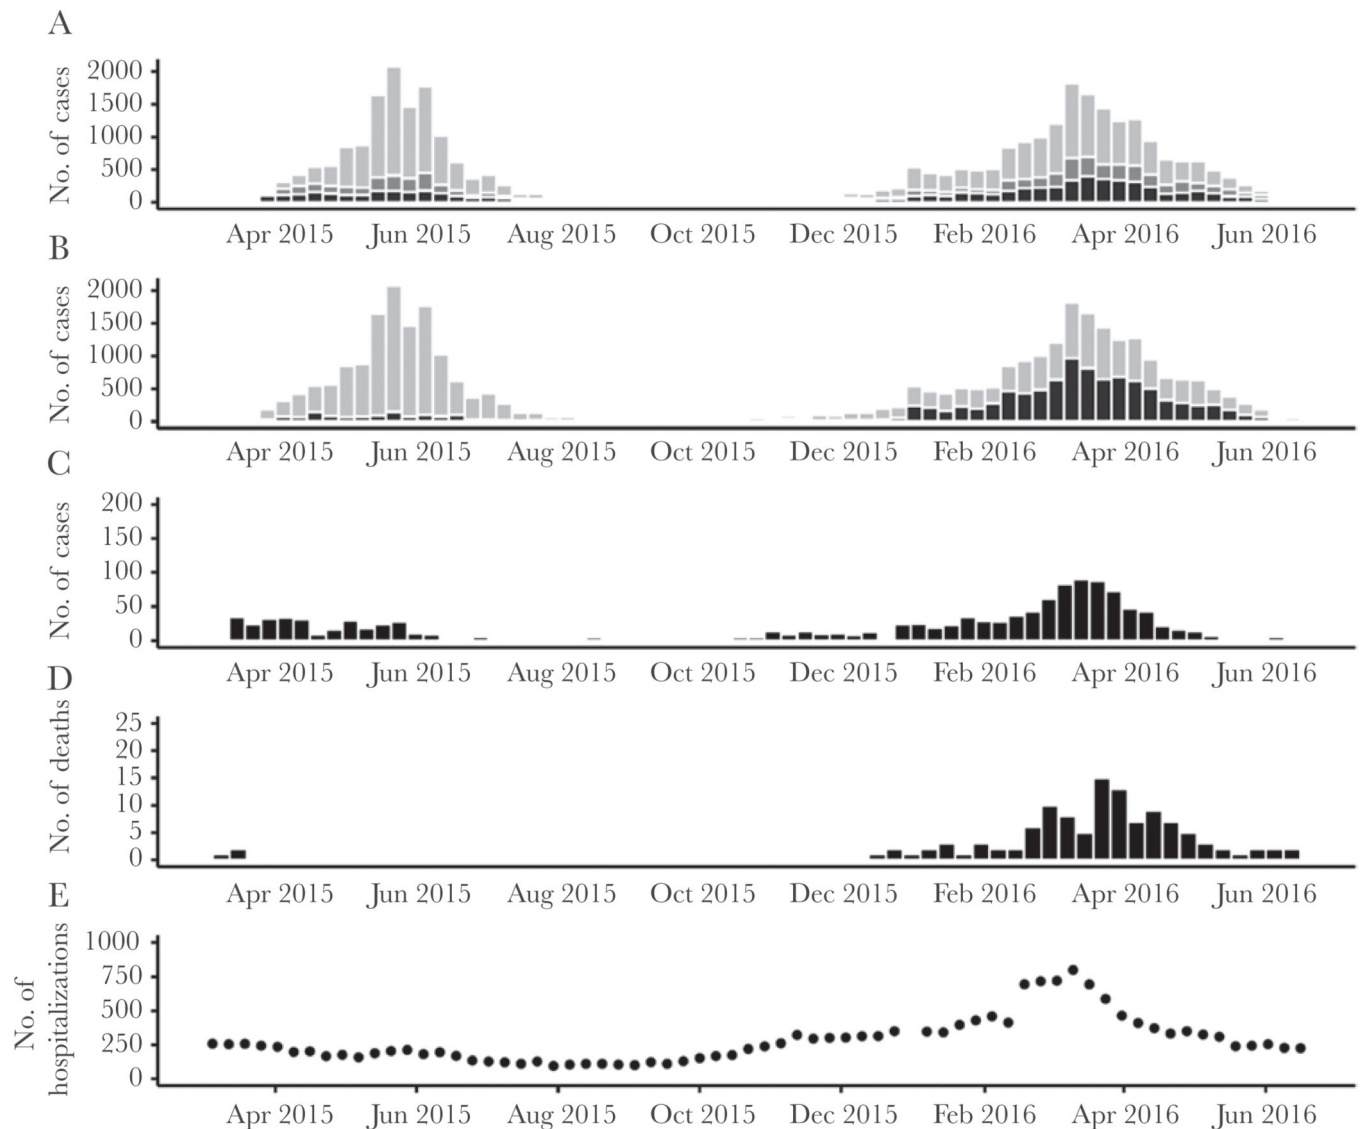 A
No. of cases
2000
1500
1000
500
0
Apr 2015 Jun 2015 Aug 2015 Oct 2015 Dec 2015 Feb 2016 Apr 2016 Jun 2016
B
No. of cases
2000
1500
1000
500
0
Apr 2015 Jun 2015 Aug 2015 Oct 2015 Dec 2015 Feb 2016 Apr 2016 Jun 2016
C
No. of cases
200
150
100
50
0
Apr 2015 Jun 2015 Aug 2015 Oct 2015 Dec 2015 Feb 2016 Apr 2016 Jun 2016
D
No. of deaths
25
20
15
10
5
0
Apr 2015 Jun 2015 Aug 2015 Oct 2015 Dec 2015 Feb 2016 Apr 2016 Jun 2016
E
No. of
hospitalizations
1000
750
500
250
0
Apr 2015 Jun 2015 Aug 2015 Oct 2015 Dec 2015 Feb 2016 Apr 2016 Jun 2016